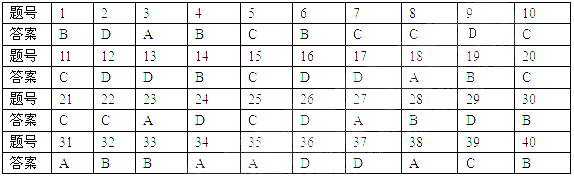 题号 1 2 3 4 5 6 7 8 9 10
答案 B D A B C B C C D C
题号 11 12 13 14 15 16 17 18 19 20
答案 C D D B C D D A B C
题号 21 22 23 24 25 26 27 28 29 30
答案 C C A D C D A B D B
题号 31 32 33 34 35 36 37 38 39 40
答案 A B B A A D D A C B